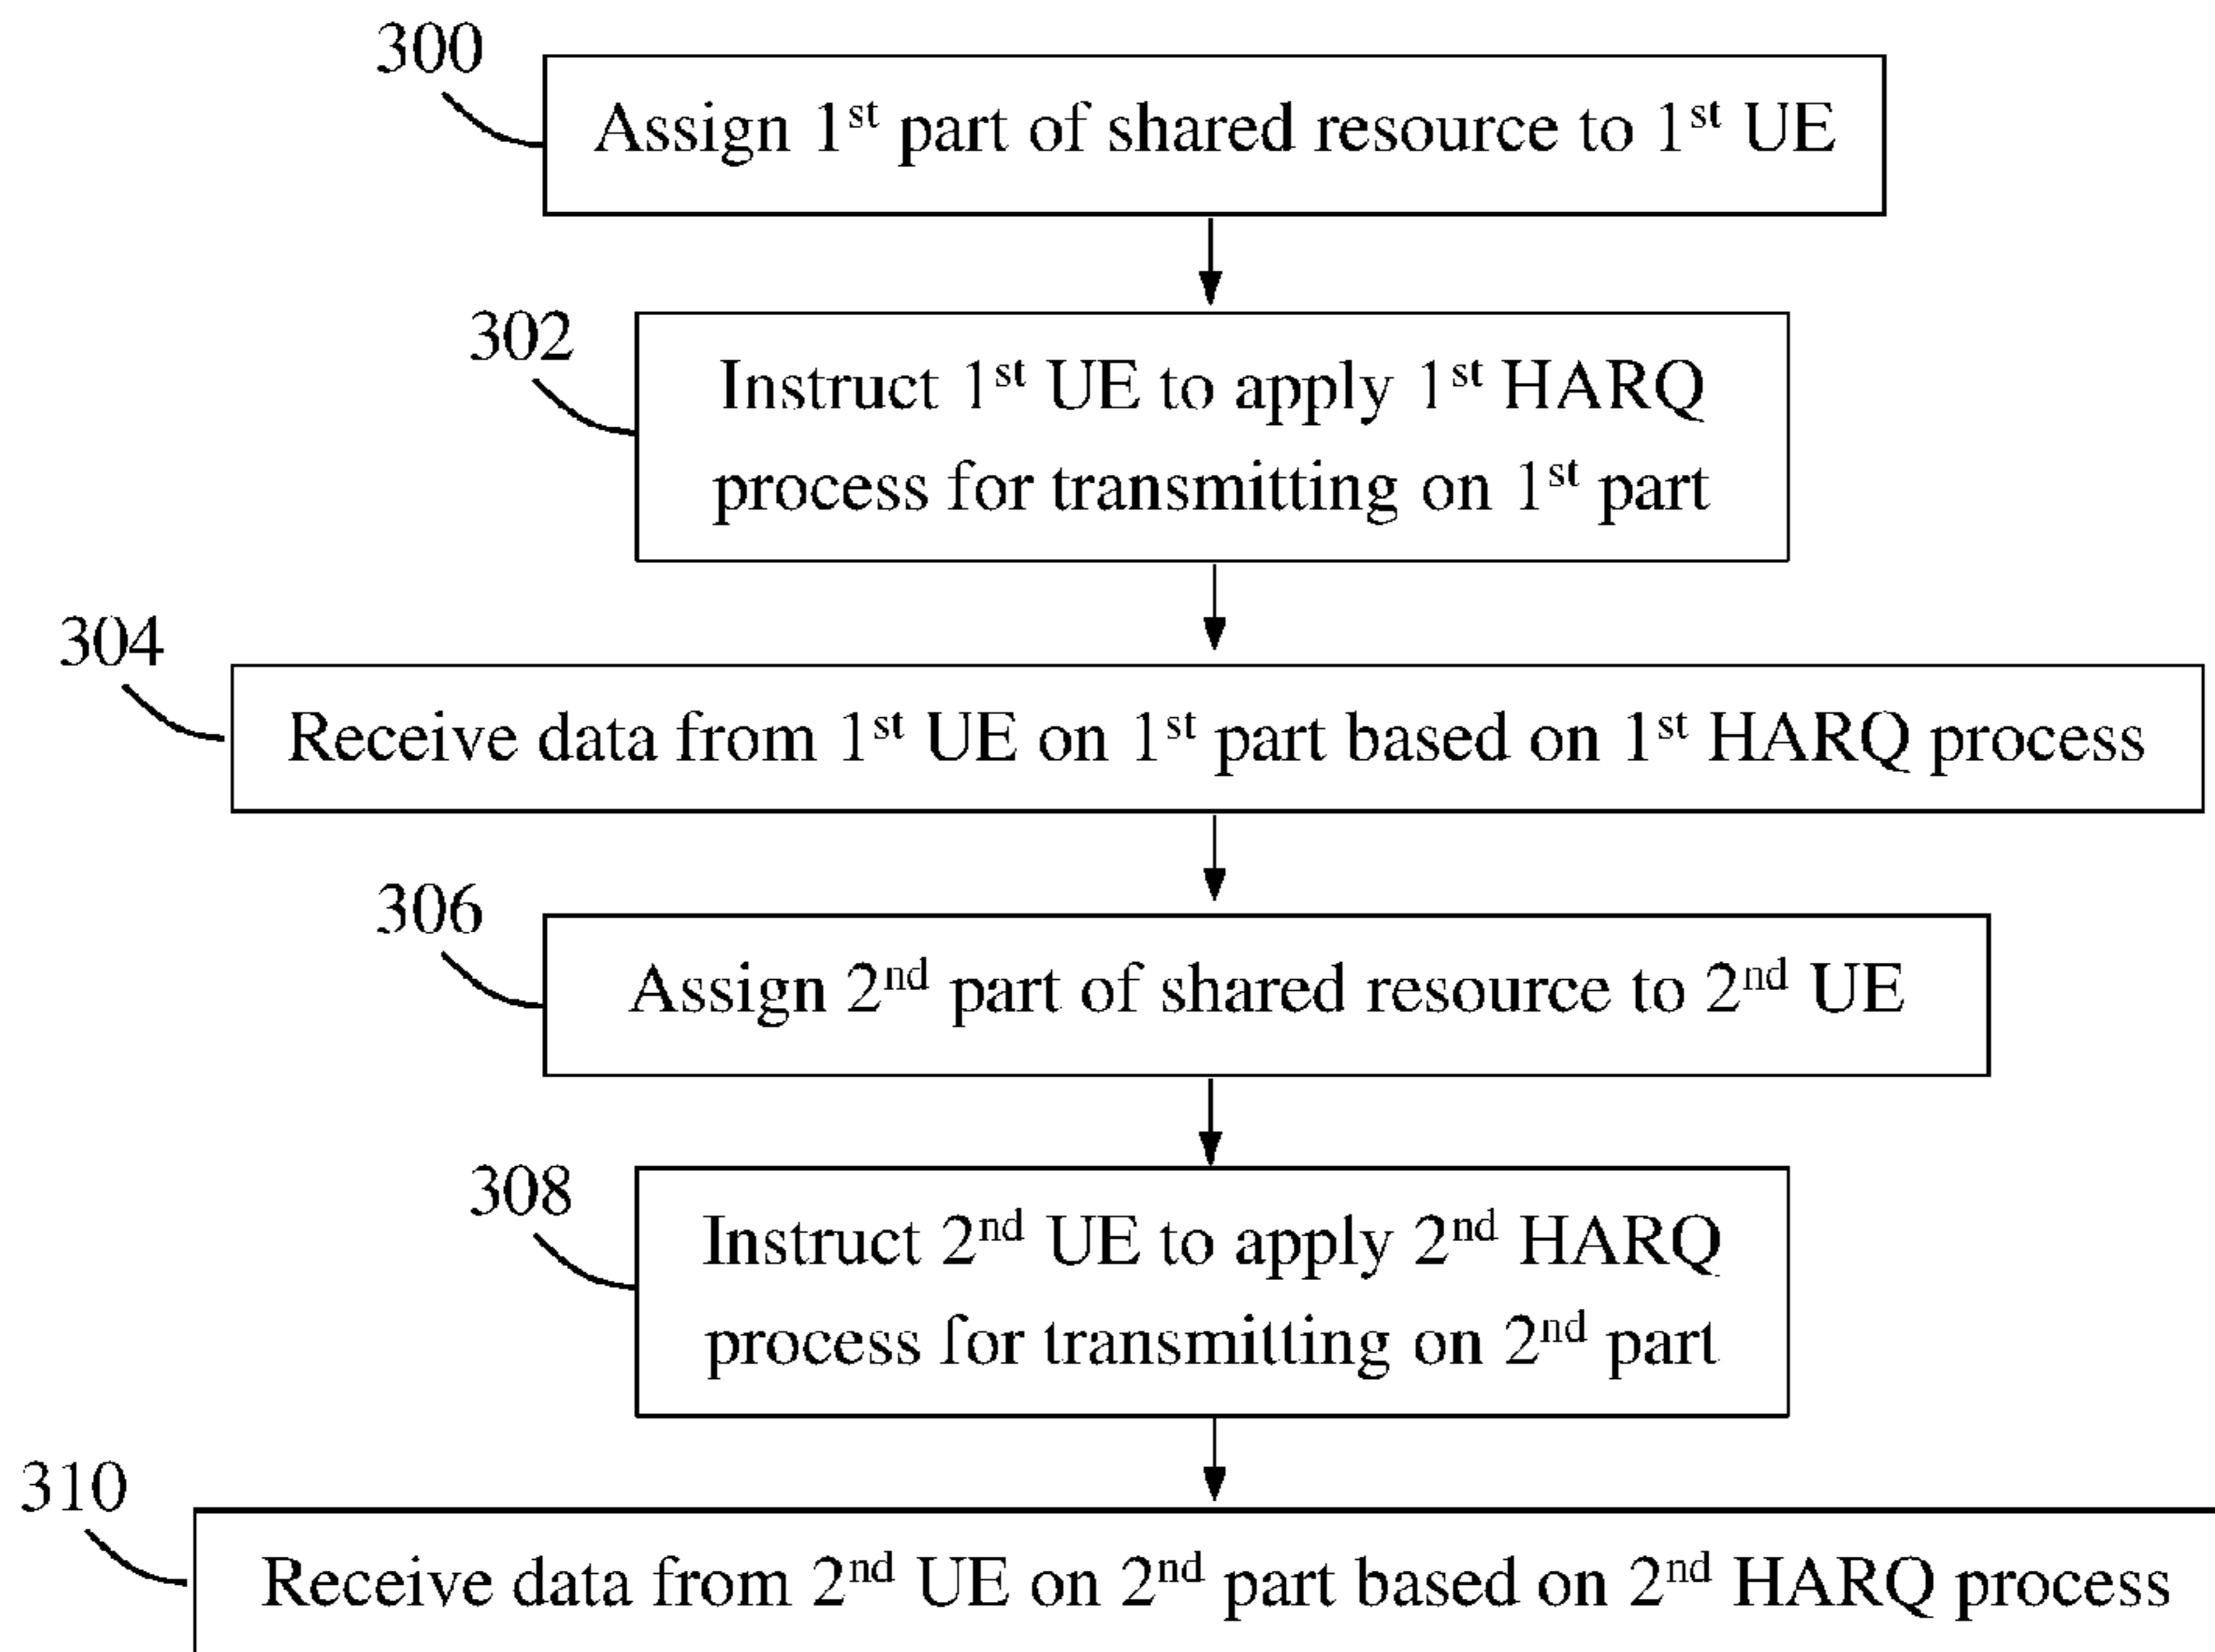 300
Assign 1st part of shared resource to 1st UE
302
Instruct 1st UE to apply 1st HARQ
process for transmitting on 1st part
304
Receive data from 1st UE on 1st part based on 1st HARQ process
306
Assign 2nd part of shared resource to 2nd UE
308
Instruct 2nd UE to apply 2nd HARQ
process for transmitting on 2nd part
310
Receive data from 2nd UE on 2nd part based on 2nd HARQ process